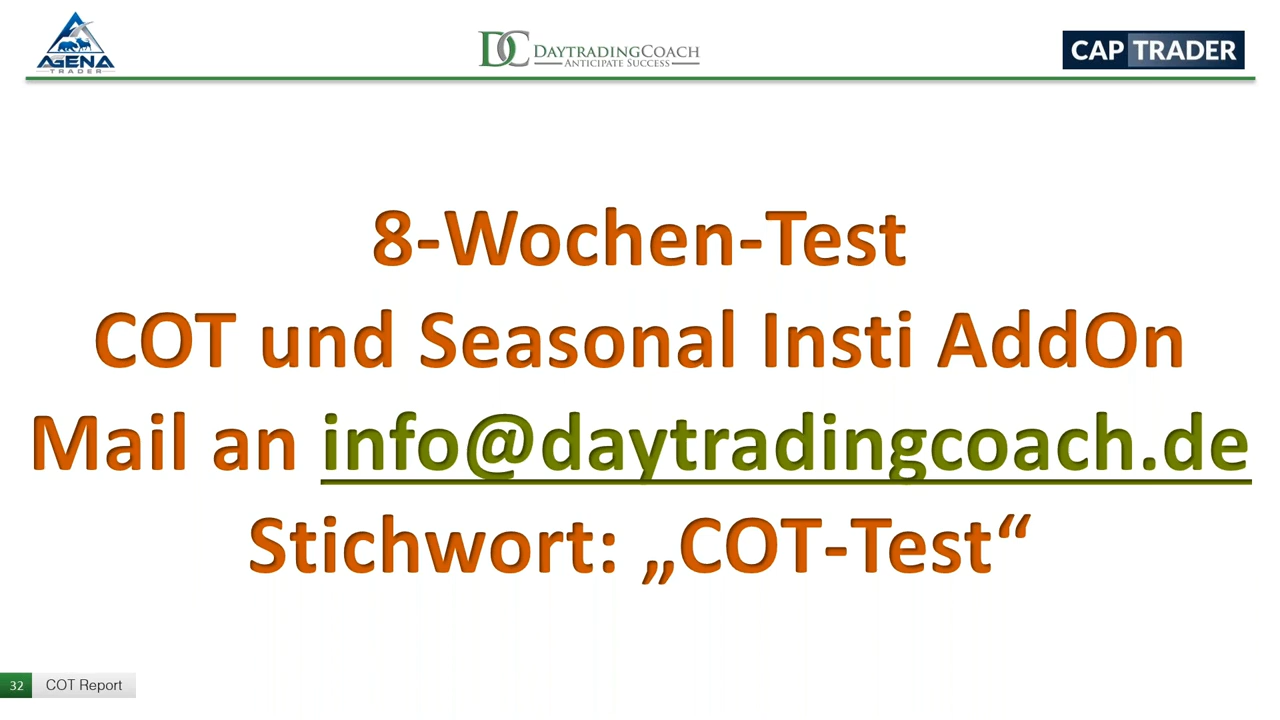 AGENA
TRADER
DC DAYTRADINGCOACH
ANTICIPATE SUCCESS
CAP TRADER
8-Wochen-Test
COT und Seasonal Insti AddOn
Mail an info@daytradingcoach.de
Stichwort: „COT-Test“
32 COT Report